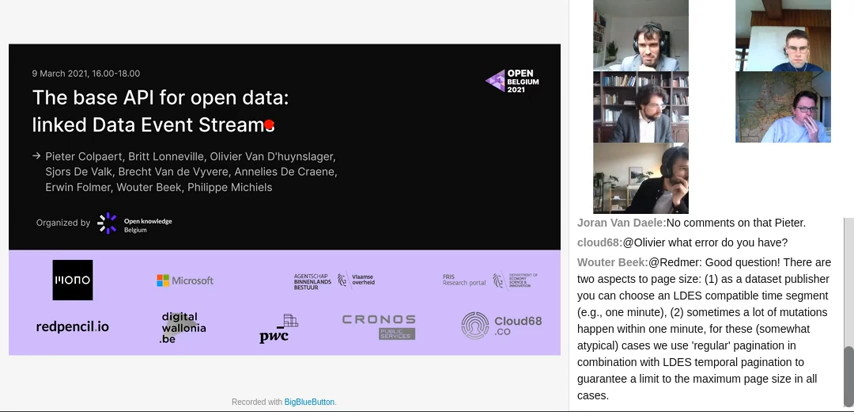 9 March 2021, 16.00-18.00
OPEN
BELGIUM
2021
The base API for open data:
linked Data Event Streams
→ Pieter Colpaert, Britt Lonneville, Olivier Van D'huynslager,
Sjors De Valk, Brecht Van de Vyvere, Annelies De Craene,
Erwin Folmer, Wouter Beek, Philippe Michiels
Organized by
Open knowledge
Belgium
MONO
Microsoft
AGENTSCHAP
BINNENLANDS
BESTUUR
Vlaamse
overheid
FRIS
Research portal
DEPARTMENT OF
ECONOMY
SCIENCE &
INNOVATION
redpencil.io
digital
wallonia
.be
pwc
CRONOS
PUBLIC
SERVICES
Cloud68
.CO
Recorded with BigBlueButton.
Joran Van Daele:No comments on that Pieter.
cloud68:@Olivier what error do you have?
Wouter Beek:@Redmer: Good question! There are
two aspects to page size: (1) as a dataset publisher
you can choose an LDES compatible time segment
(e.g., one minute), (2) sometimes a lot of mutations
happen within one minute, for these (somewhat
atypical) cases we use 'regular' pagination in
combination with LDES temporal pagination to
guarantee a limit to the maximum page size in all
cases.